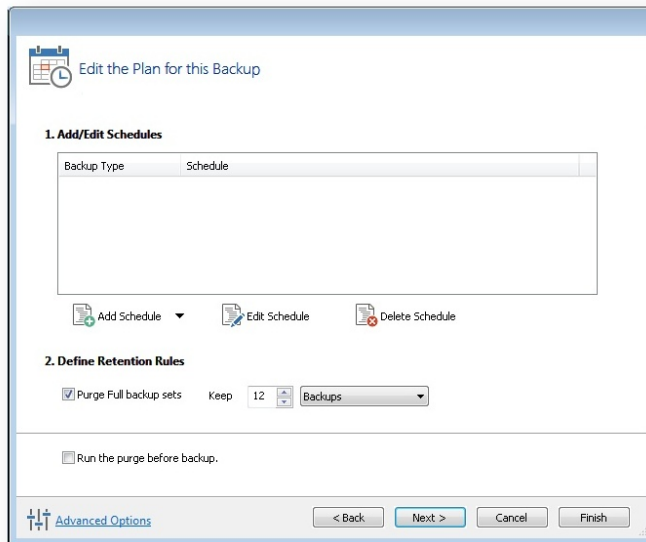 Edit the Plan for this Backup
1. Add/Edit Schedules
Backup Type Schedule
Add Schedule Edit Schedule Delete Schedule
2. Define Retention Rules
Purge Full backup sets Keep 12 Backups
Run the purge before backup.
Advanced Options < Back Next > Cancel Finish